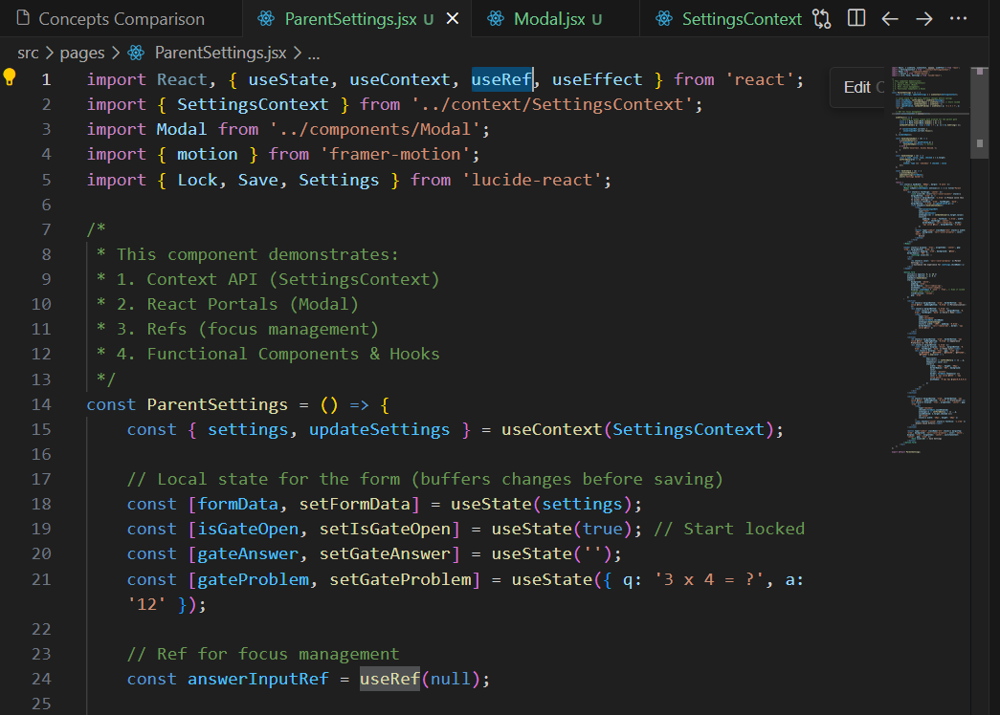 Concepts Comparison ParentSettings.jsx U Modal.jsx U SettingsContext
src > pages > ParentSettings.jsx > ...
Edit
1 import React, { useState, useContext, useRef, useEffect } from 'react';
2 import { SettingsContext } from '../context/SettingsContext';
3 import Modal from '../components/Modal';
4 import { motion } from 'framer-motion';
5 import { Lock, Save, Settings } from 'lucide-react';
6
7 /*
8 * This component demonstrates:
9 * 1. Context API (SettingsContext)
10 * 2. React Portals (Modal)
11 * 3. Refs (focus management)
12 * 4. Functional Components & Hooks
13 */
14 const ParentSettings = () => {
15 const { settings, updateSettings } = useContext(SettingsContext);
16
17 // Local state for the form (buffers changes before saving)
18 const [formData, setFormData] = useState(settings);
19 const [isGateOpen, setIsGateOpen] = useState(true); // Start locked
20 const [gateAnswer, setGateAnswer] = useState('');
21 const [gateProblem, setGateProblem] = useState({ q: '3 x 4 = ?', a:
'12' });
22
23 // Ref for focus management
24 const answerInputRef = useRef(null);
25